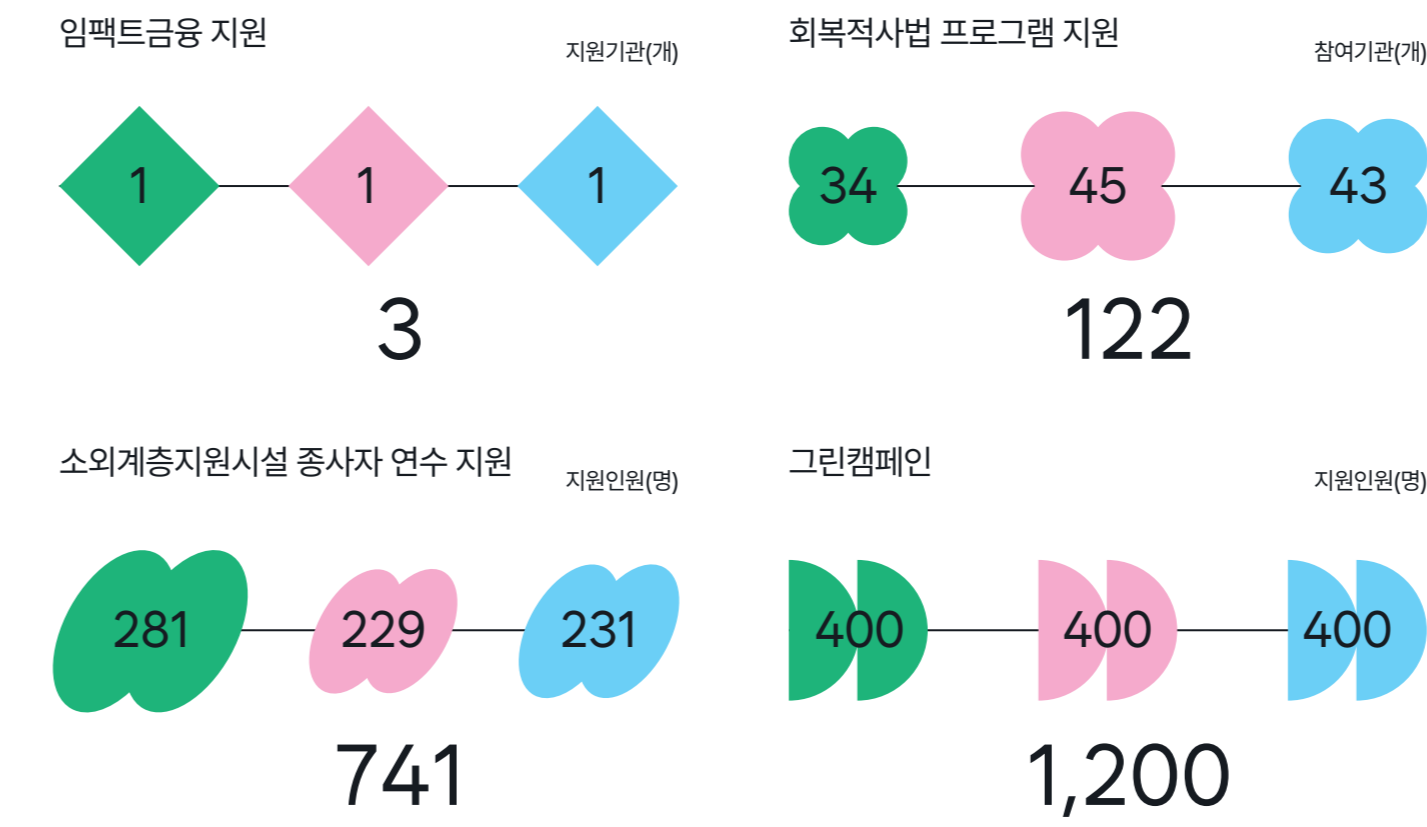 임팩트금융 지원
지원기관(개)
1 1 1
3
회복적사법 프로그램 지원
참여기관(개)
34 45 43
122
소외계층지원시설 종사자 연수 지원
지원인원(명)
281 229 231
741
그린캠페인
지원인원(명)
400 400 400
1,200